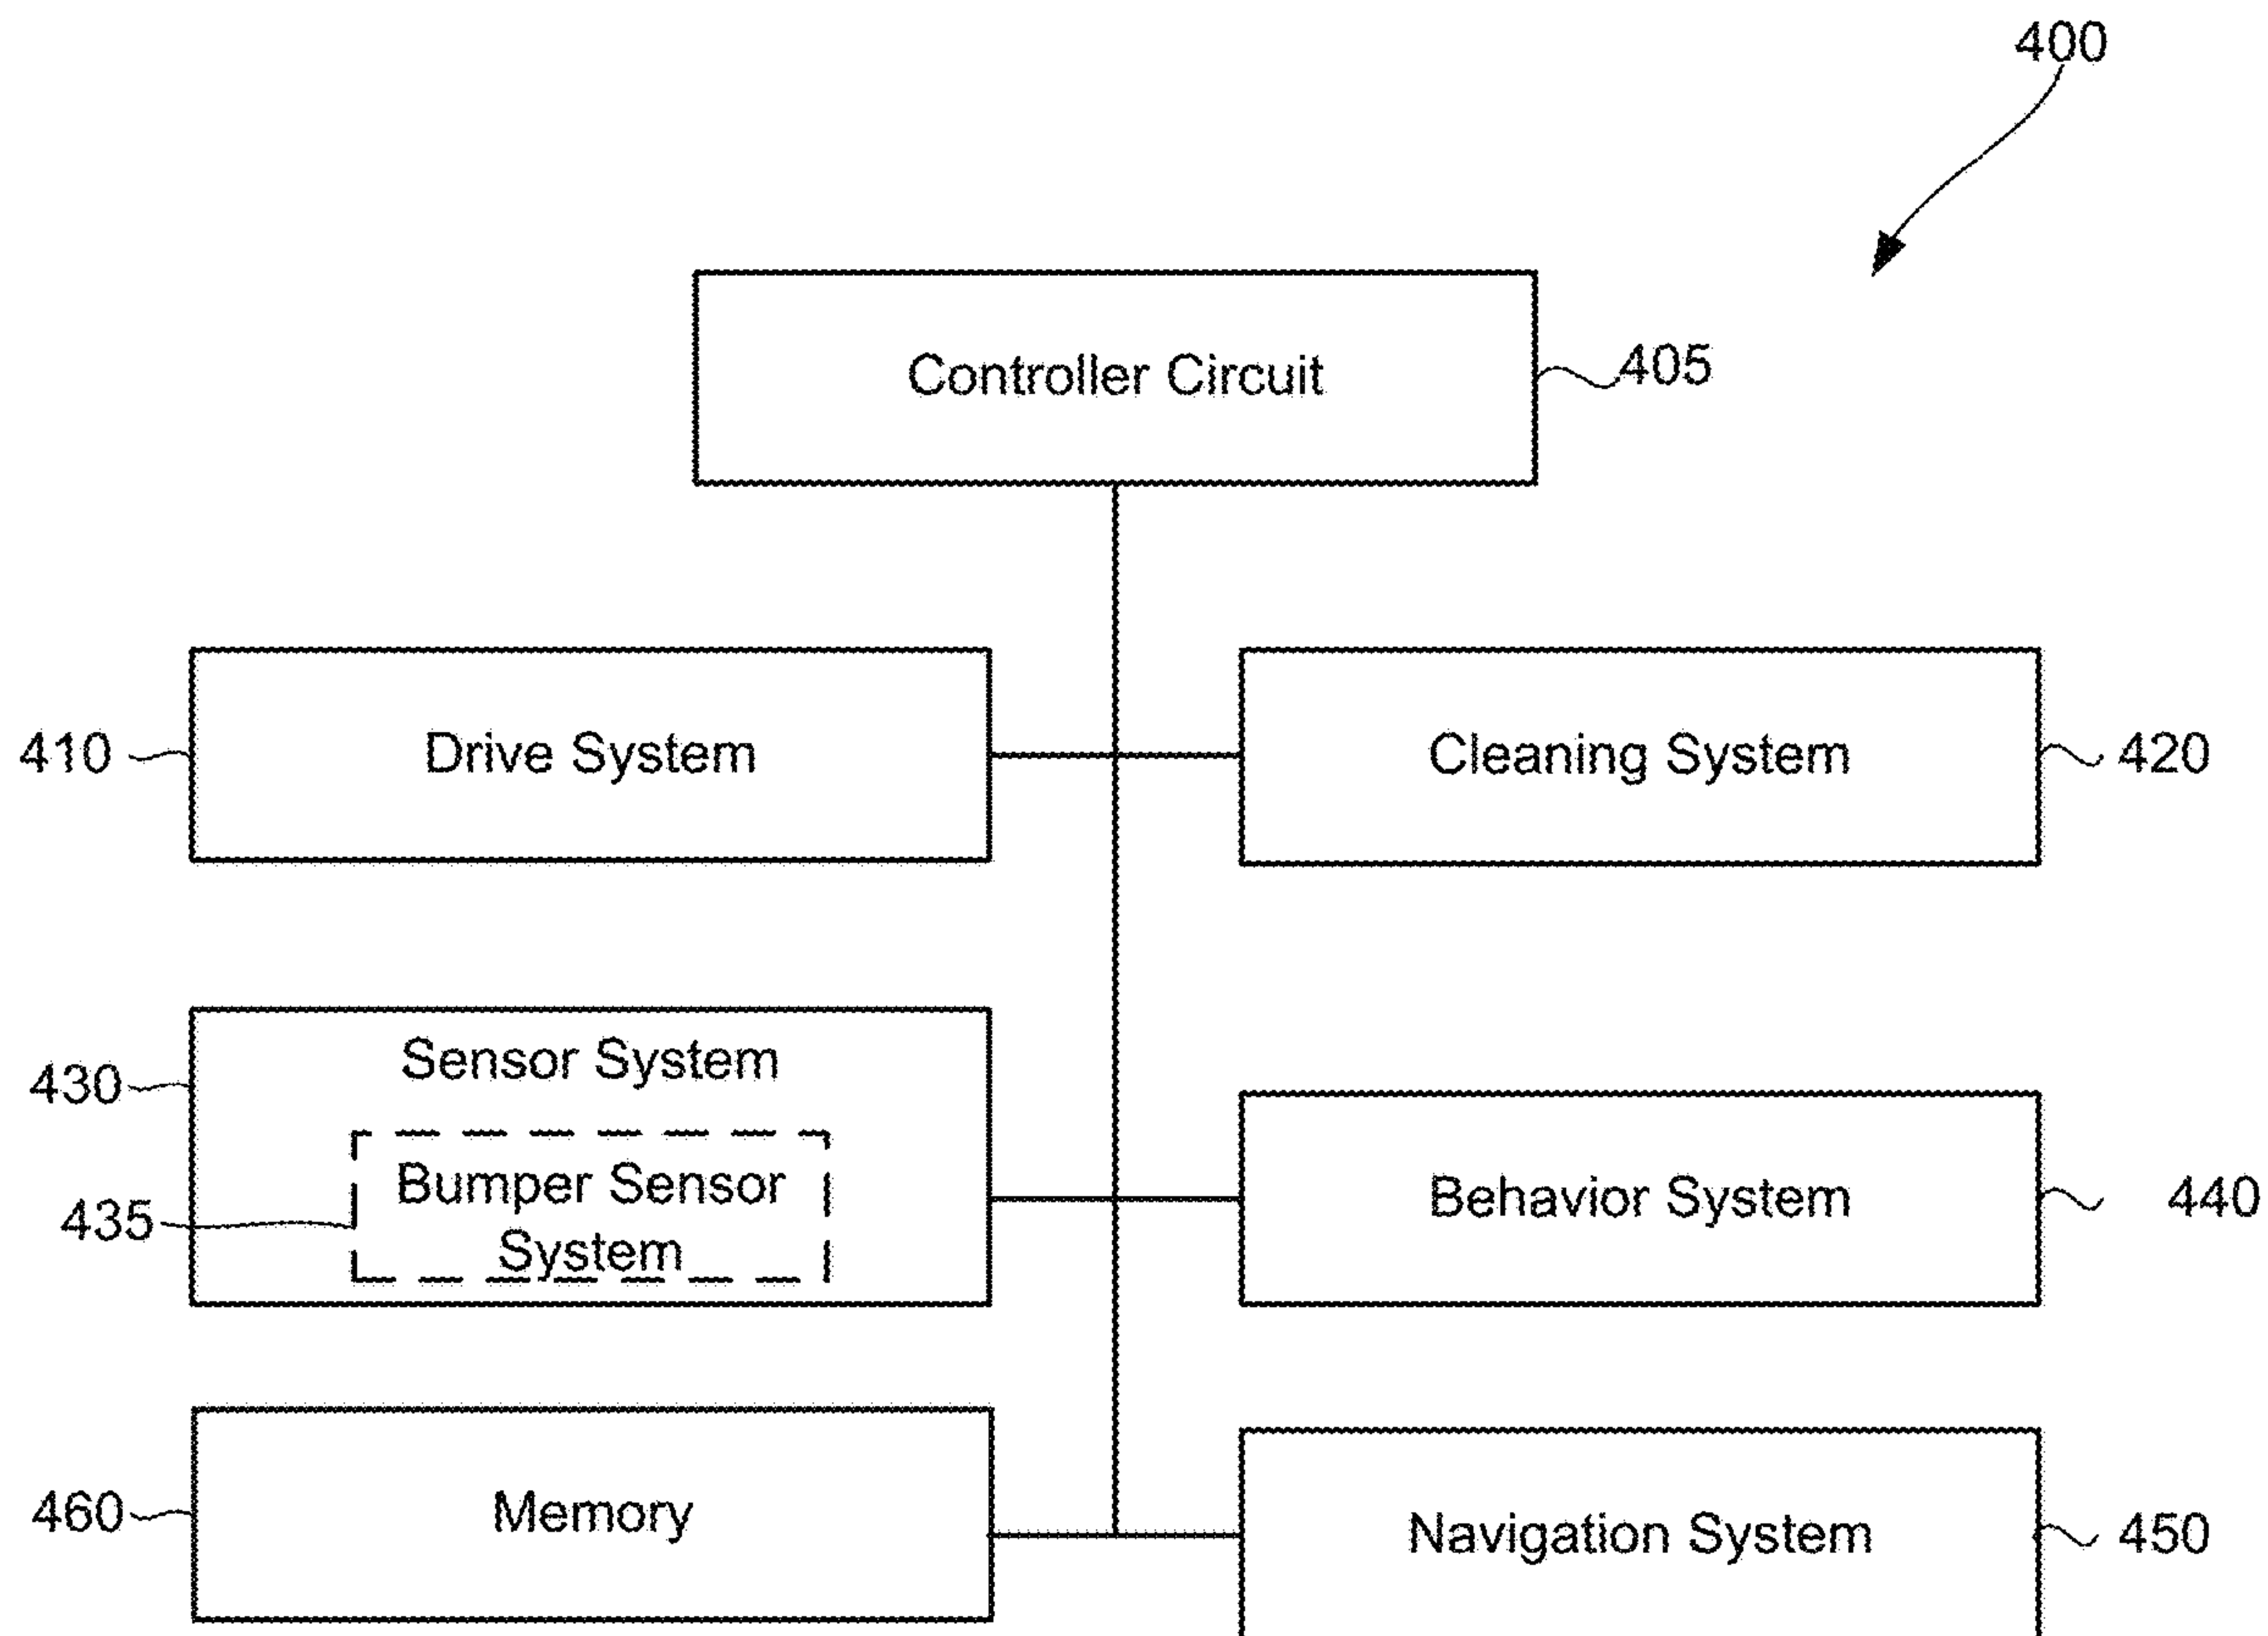 400
Controller Circuit
405
410
Drive System
Cleaning System
420
430
Sensor System
435
Bumper Sensor
System
Behavior System
440
460
Memory
Navigation System
450